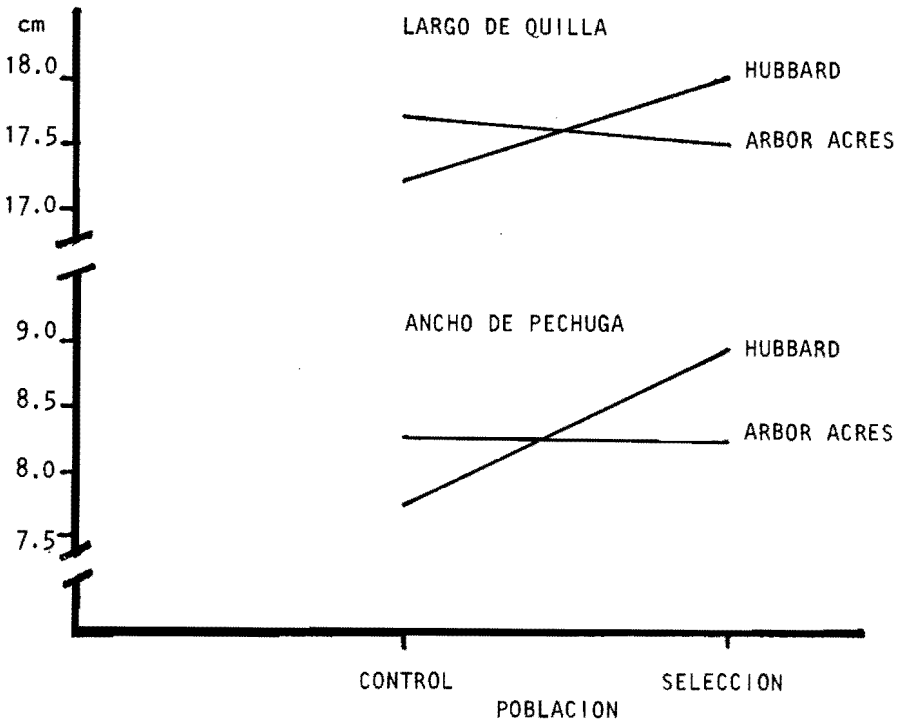 cm
LARGO DE QUILLA
18.0
HUBBARD
17.5
ARBOR ACRES
17.0
ANCHO DE PECHUGA
9.0
HUBBARD
8.5
ARBOR ACRES
8.0
7.5
CONTROL
SELECCION
POBLACION